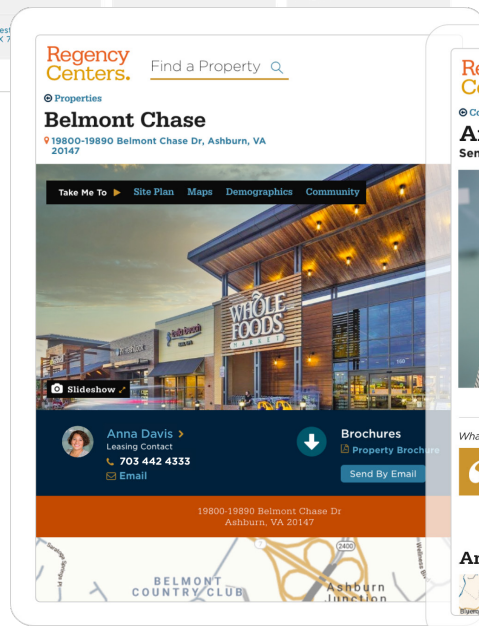 Regency
Centers.
Find a Property
Properties
Belmont Chase
19800-19890 Belmont Chase Dr, Ashburn, VA
20147
Take Me To Site Plan Maps Demographics Community
WHOLE
FOODS
MARKET
Slideshow
Anna Davis >
Leasing Contact
703 442 4333
Email
Brochures
Property Brochure
Send By Email
19800-19890 Belmont Chase Dr
Ashburn, VA 20147
2400
BELMONT
COUNTRY CLUB
Ashburn
Junction
Re
Ce
Co
Sen
Wha